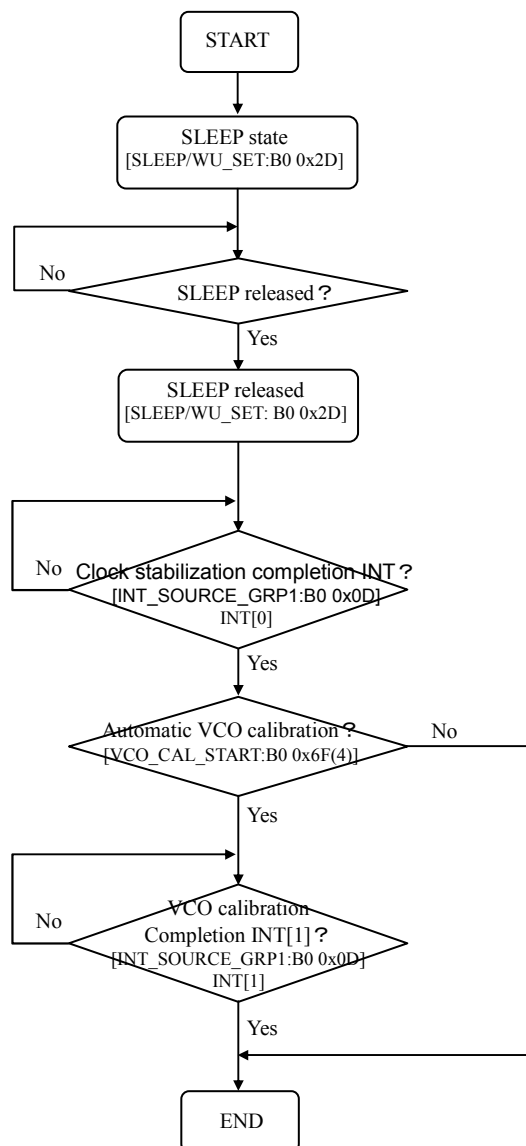 START
SLEEP state
[SLEEP/WU_SET:B0 0x2D]
No
SLEEP released？
Yes
SLEEP released
[SLEEP/WU_SET: B0 0x2D]
No
Clock stabilization completion INT？
[INT_SOURCE_GRP1:B0 0x0D]
INT[0]
Yes
Automatic VCO calibration？
No
[VCO_CAL_START:B0 0x6F(4)]
Yes
VCO calibration
No
Completion INT[1]？
[INT_SOURCE_GRP1:B0 0x0D]
INT[1]
Yes
END